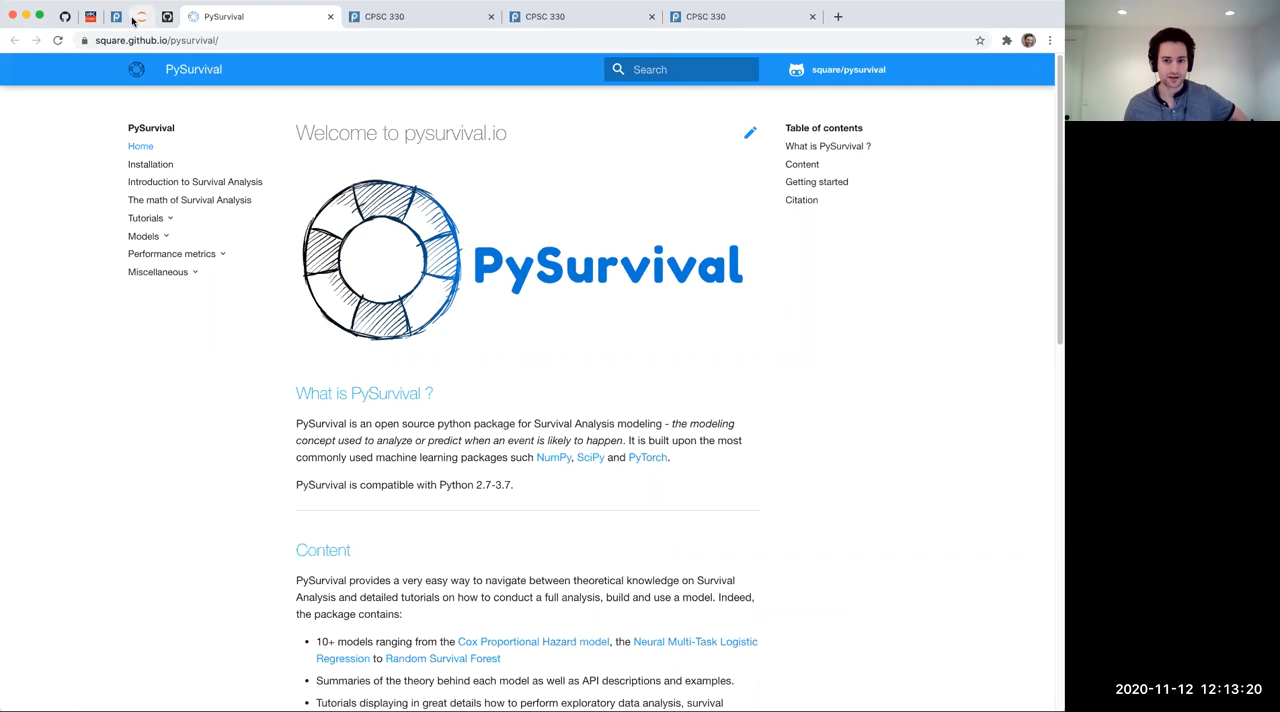 PySurvival
CPSC 330
CPSC 330
CPSC 330
square.github.io/pysurvival/
PySurvival
Search
square/pysurvival
PySurvival
Home
Installation
Introduction to Survival Analysis
The math of Survival Analysis
Tutorials
Models
Performance metrics
Miscellaneous
Welcome to pysurvival.io
PySurvival
What is PySurvival ?
PySurvival is an open source python package for Survival Analysis modeling - the modeling
concept used to analyze or predict when an event is likely to happen. It is built upon the most
commonly used machine learning packages such NumPy, SciPy and PyTorch.
PySurvival is compatible with Python 2.7-3.7.
Content
PySurvival provides a very easy way to navigate between theoretical knowledge on Survival
Analysis and detailed tutorials on how to conduct a full analysis, build and use a model. Indeed,
the package contains:
• 10+ models ranging from the Cox Proportional Hazard model, the Neural Multi-Task Logistic
Regression to Random Survival Forest
• Summaries of the theory behind each model as well as API descriptions and examples.
• Tutorials displaying in great details how to perform exploratory data analysis, survival
Table of contents
What is PySurvival ?
Content
Getting started
Citation
2020-11-12 12:13:20